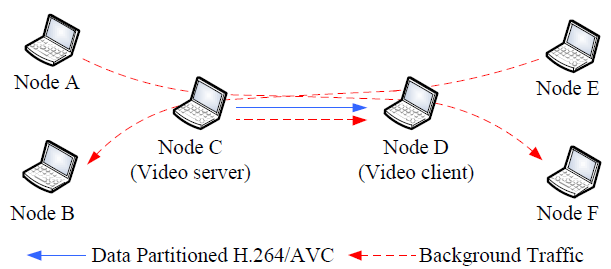 Node A
Node E
Node C
(Video server)
Node D
(Video client)
Node B
Node F
Data Partitioned H.264/AVC
Background Traffic